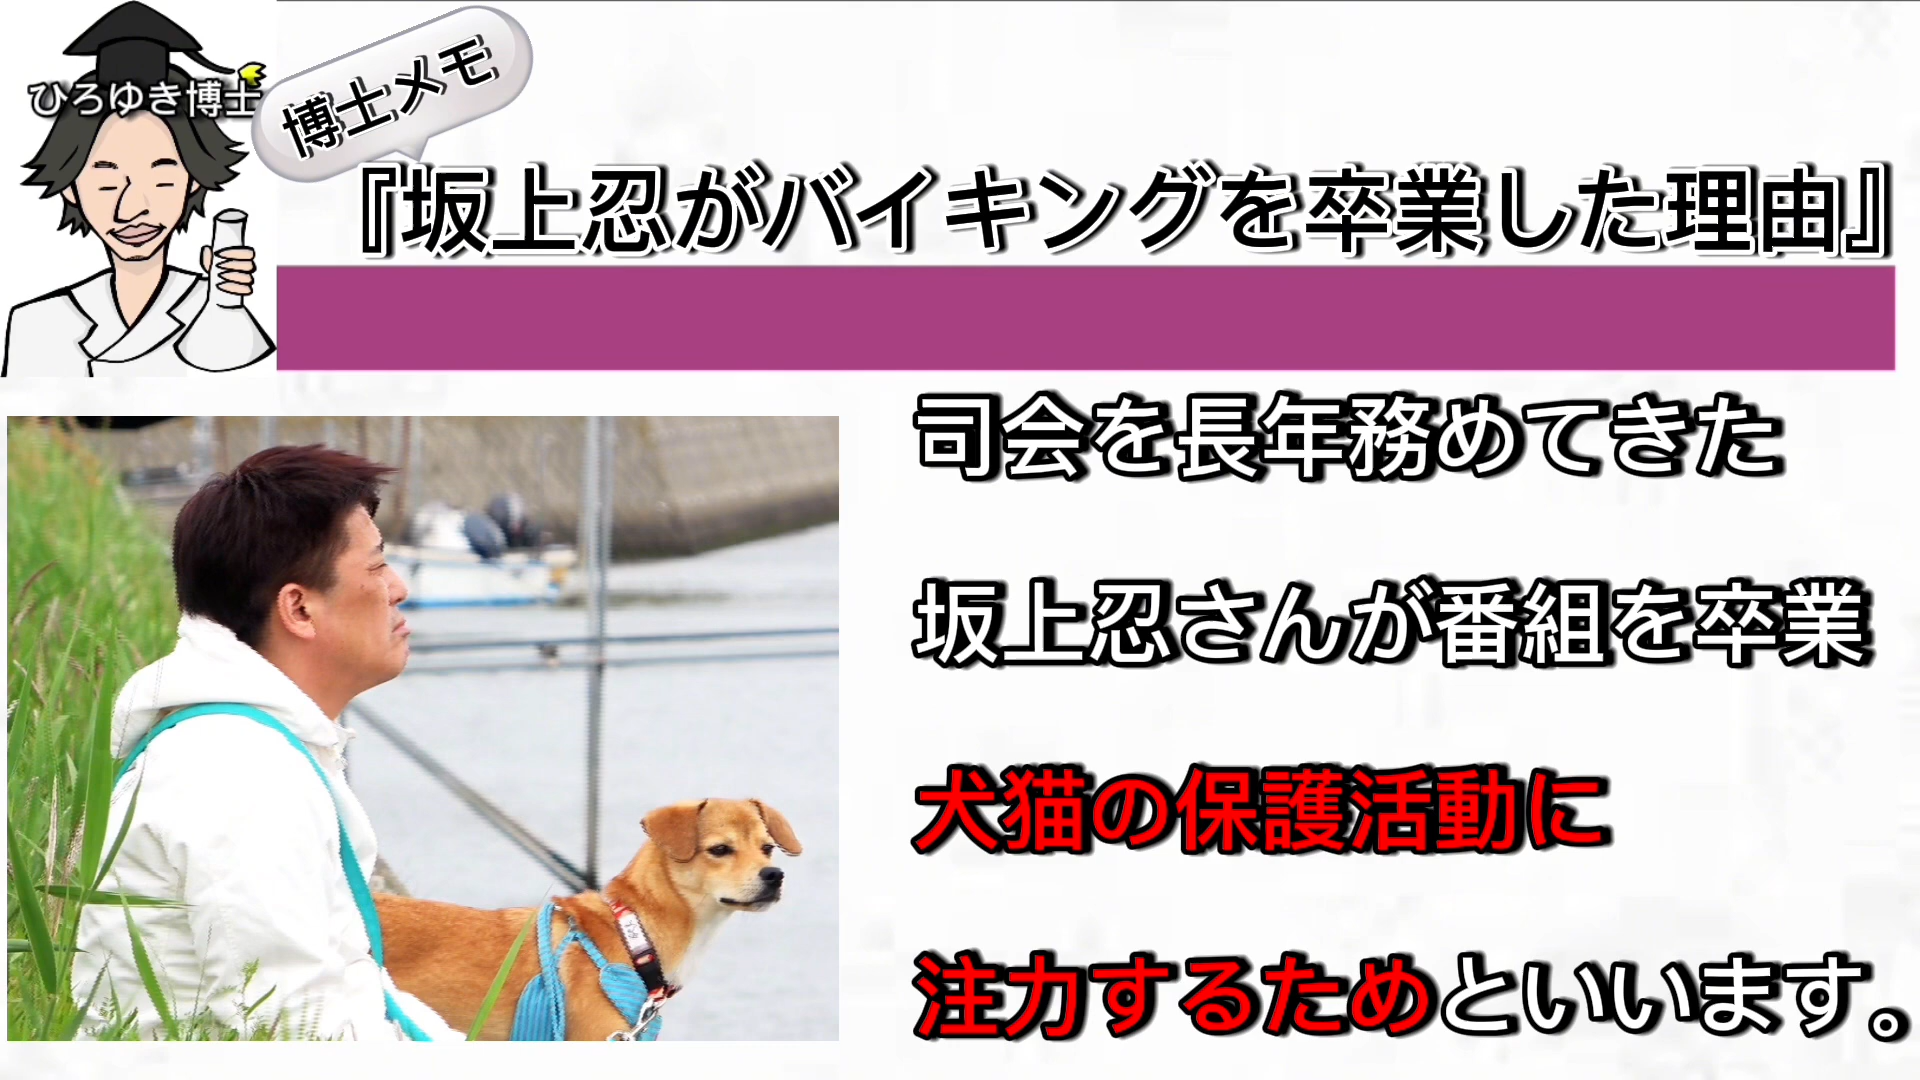 ひろゆき博士
博士メモ
『坂上忍がバイキングを卒業した理由』
司会を長年務めてきた
坂上忍さんが番組を卒業
犬猫の保護活動に
注力するためといいます。